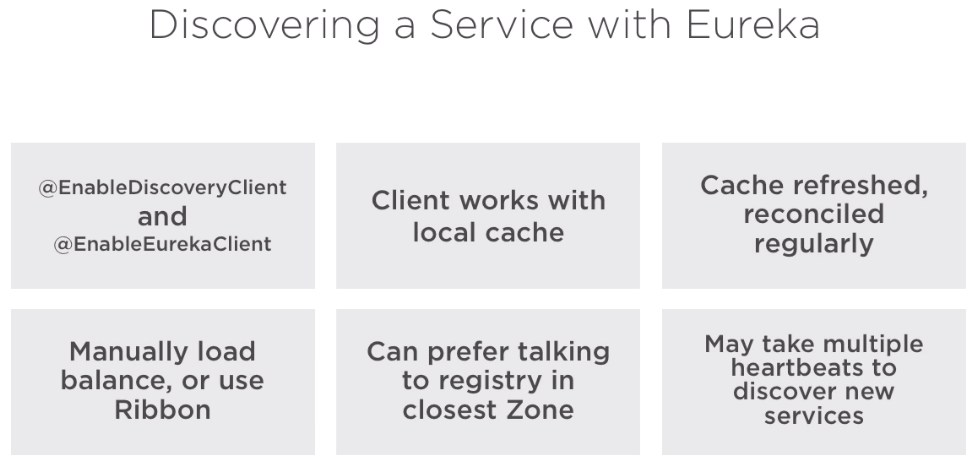 Discovering a Service with Eureka
@EnableDiscoveryClient
and
@EnableEurekaClient
Client works with
local cache
Cache refreshed,
reconciled
regularly
Manually load
balance, or use
Ribbon
Can prefer talking
to registry in
closest Zone
May take multiple
heartbeats to
discover new
services